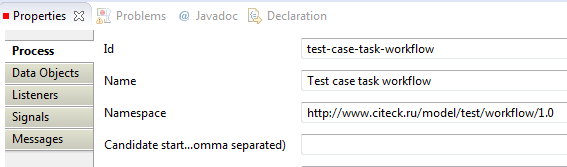 Properties Problems @ Javadoc Declaration
Process
Data Objects
Listeners
Signals
Messages
Id test-case-task-workflow
Name Test case task workflow
Namespace http://www.citeck.ru/model/test/workflow/1.0
Candidate start...omma separated)